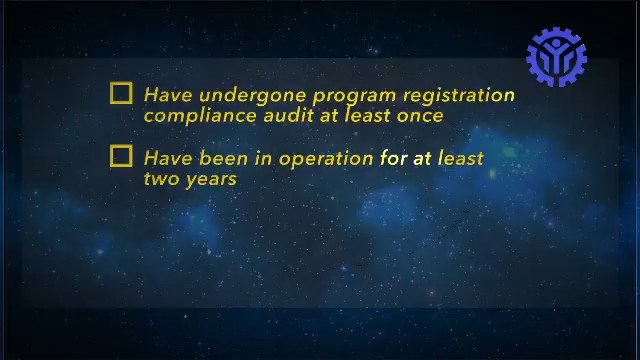 Have undergone program registration
compliance audit at least once
Have been in operation for at least
two years